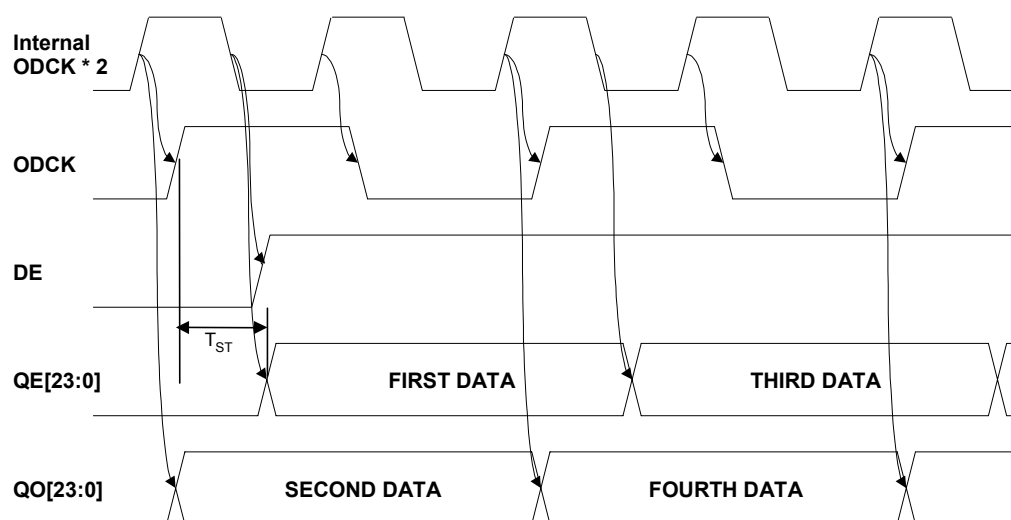 Internal
ODCK * 2
ODCK
DE
T_ST
QE[23:0]
FIRST DATA
THIRD DATA
QO[23:0]
SECOND DATA
FOURTH DATA